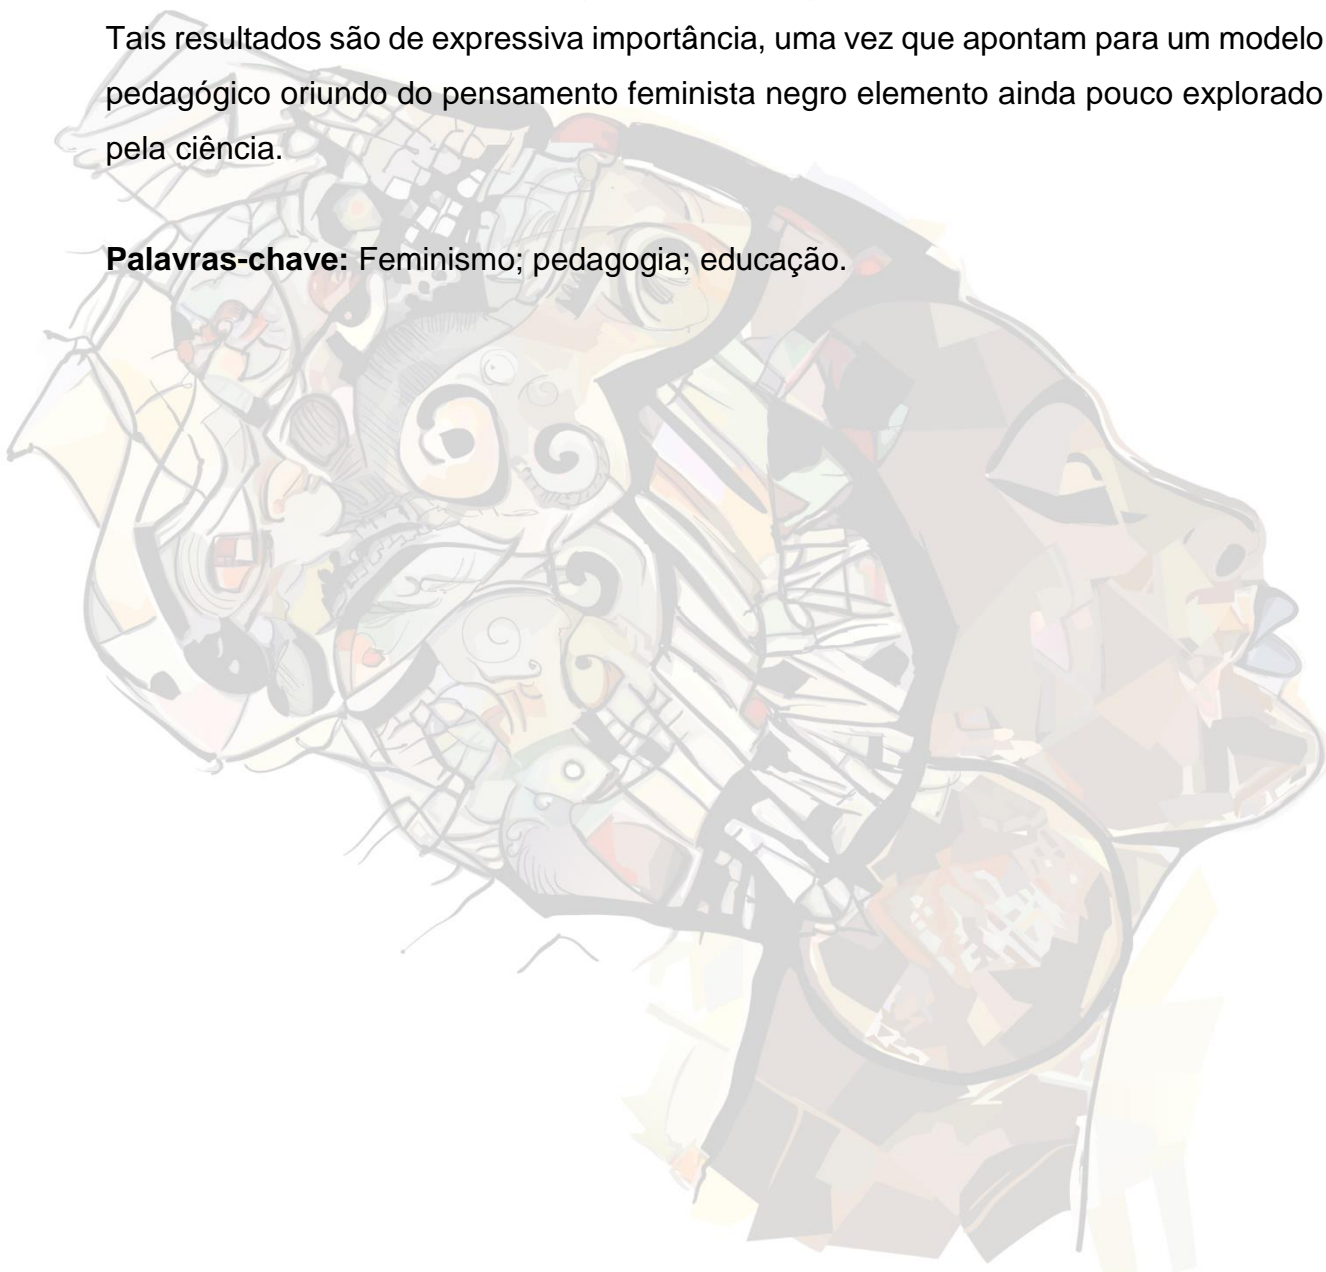 Tais resultados são de expressiva importância, uma vez que apontam para um modelo
pedagógico oriundo do pensamento feminista negro elemento ainda pouco explorado
pela ciência.
Palavras-chave: Feminismo; pedagogia; educação.